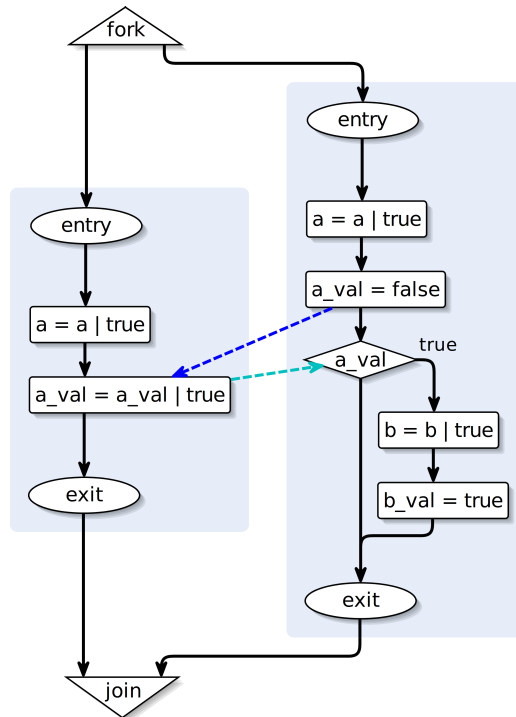 fork
entry
entry
a = a | true
a_val = false
a = a | true
true
a_val
a_val = a_val | true
b = b | true
exit
b_val = true
exit
join